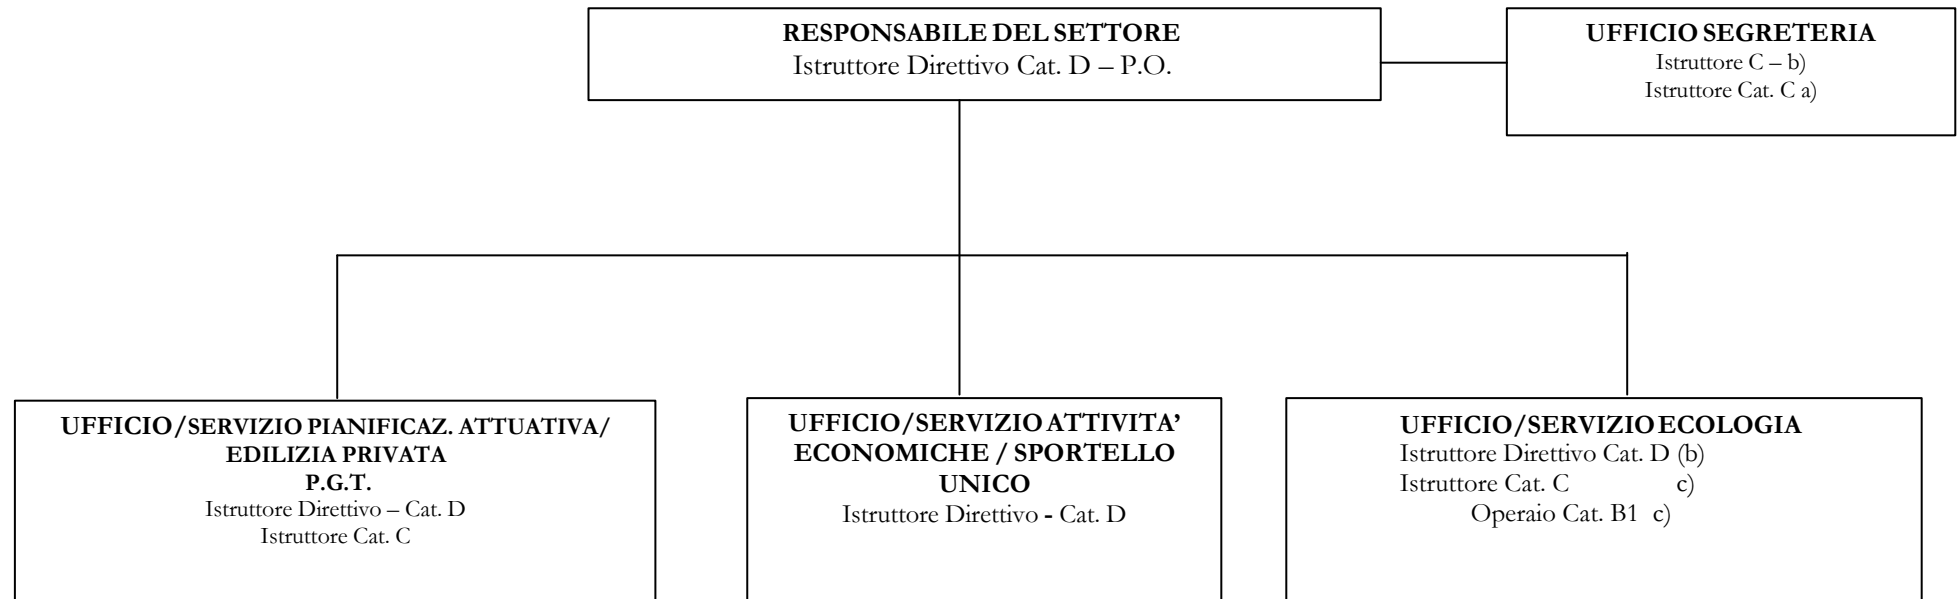 RESPONSABILE DEL SETTORE
Istruttore Direttivo Cat. D – P.O.
UFFICIO SEGRETERIA
Istruttore C – b)
Istruttore Cat. C a)
UFFICIO/SERVIZIO PIANIFICAZ. ATTUATIVA/
EDILIZIA PRIVATA
P.G.T.
Istruttore Direttivo – Cat. D
Istruttore Cat. C
UFFICIO/SERVIZIO ATTIVITA’
ECONOMICHE / SPORTELLO
UNICO
Istruttore Direttivo - Cat. D
UFFICIO/SERVIZIO ECOLOGIA
Istruttore Direttivo Cat. D (b)
Istruttore Cat. C c)
Operaio Cat. B1 c)